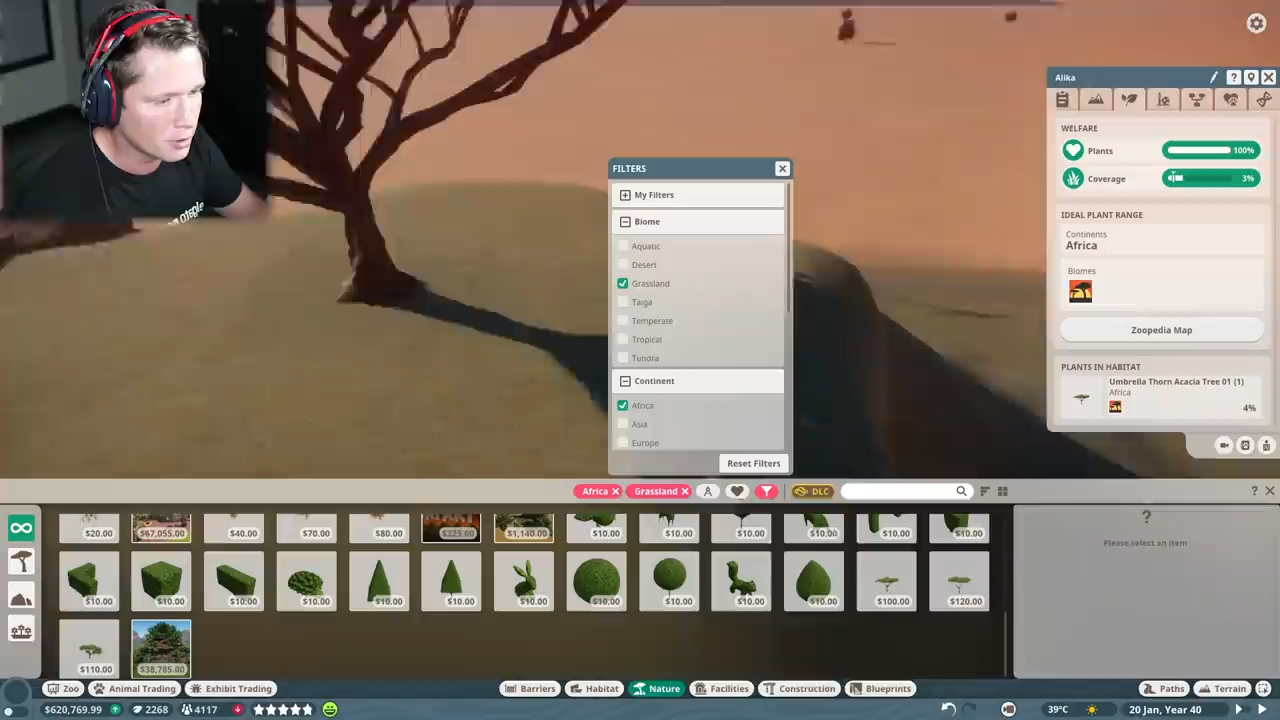 Alika
?
WELFARE
Plants 100%
Coverage 3%
IDEAL PLANT RANGE
Continents
Africa
Biomes
Zoopedia Map
PLANTS IN HABITAT
Umbrella Thorn Acacia Tree 01 (1)
Africa
4%
FILTERS
My Filters
Biome
Aquatic
Desert
Grassland
Taiga
Temperate
Tropical
Tundra
Continent
Africa
Asia
Europe
Reset Filters
Africa Grassland DLC ?
$20.00 $67,055.00 $40.00 $70.00 $80.00 $325.00 $1,140.00 $10.00 $10.00 $10.00 $10.00 $10.00 $10.00
$10.00 $10.00 $10.00 $10.00 $10.00 $10.00 $10.00 $10.00 $10.00 $10.00 $10.00 $100.00 $120.00
$110.00 $38,785.00
?
Please select an item
Zoo Animal Trading Exhibit Trading Barriers Habitat Nature Facilities Construction Blueprints Paths Terrain
$620,769.99 2268 4117 39°C 20 Jan, Year 40